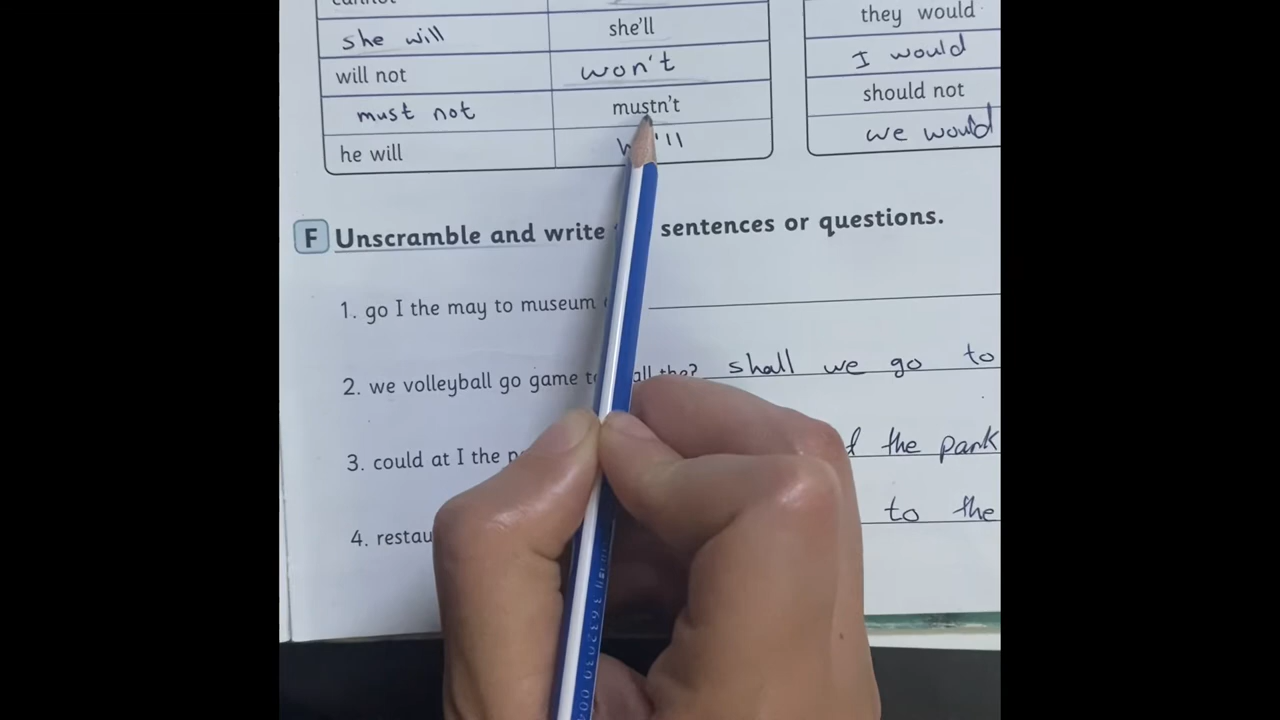 she will she'll they would
will not won't I would
must not mustn't should not
he will we would
F Unscramble and write sentences or questions.
1. go I the may to museum
2. we volleyball go game the? shall we go to
3. could at I the the park
4. to the